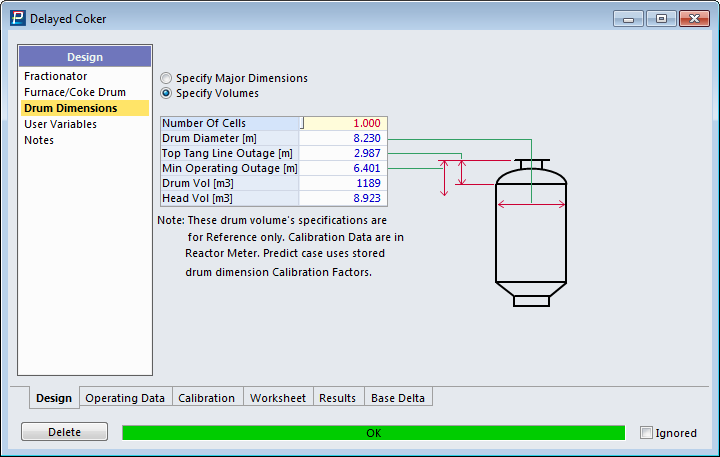 Delayed Coker
Design
Fractionator
Furnace/Coke Drum
Drum Dimensions
User Variables
Notes
Specify Major Dimensions
Specify Volumes
Number Of Cells 1.000
Drum Diameter [m] 8.230
Top Tang Line Outage [m] 2.987
Min Operating Outage [m] 6.401
Drum Vol [m3] 1189
Head Vol [m3] 8.923
Note: These drum volume's specifications are
for Reference only. Calibration Data are in
Reactor Meter. Predict case uses stored
drum dimension Calibration Factors.
Design Operating Data Calibration Worksheet Results Base Delta
Delete OK Ignored